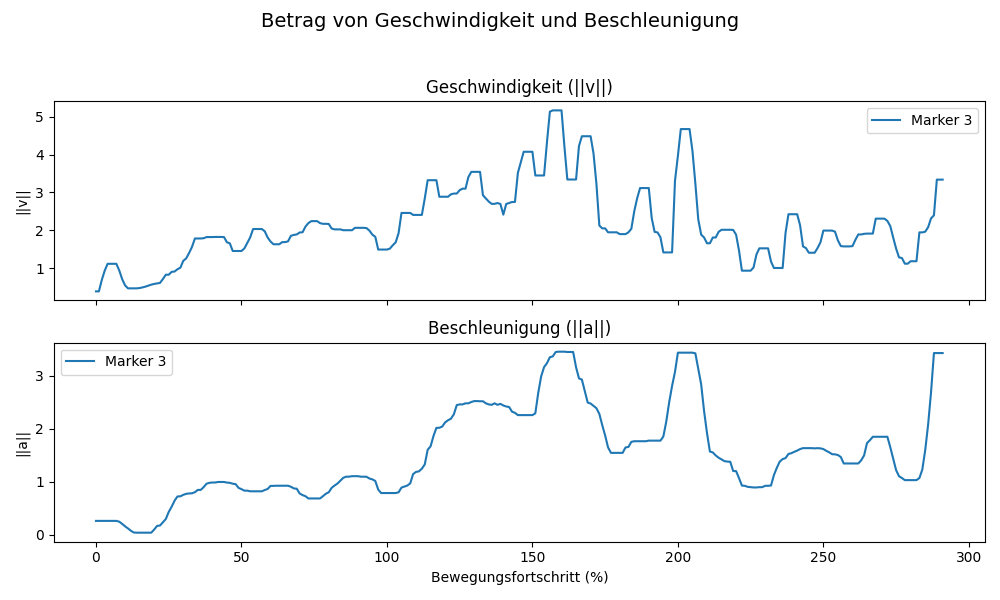 Betrag von Geschwindigkeit und Beschleunigung
Geschwindigkeit (||v||)
5
4
3
2
1
||v||
Marker 3
Beschleunigung (||a||)
3
2
1
0
||a||
Marker 3
0 50 100 150 200 250 300
Bewegungsfortschritt (%)